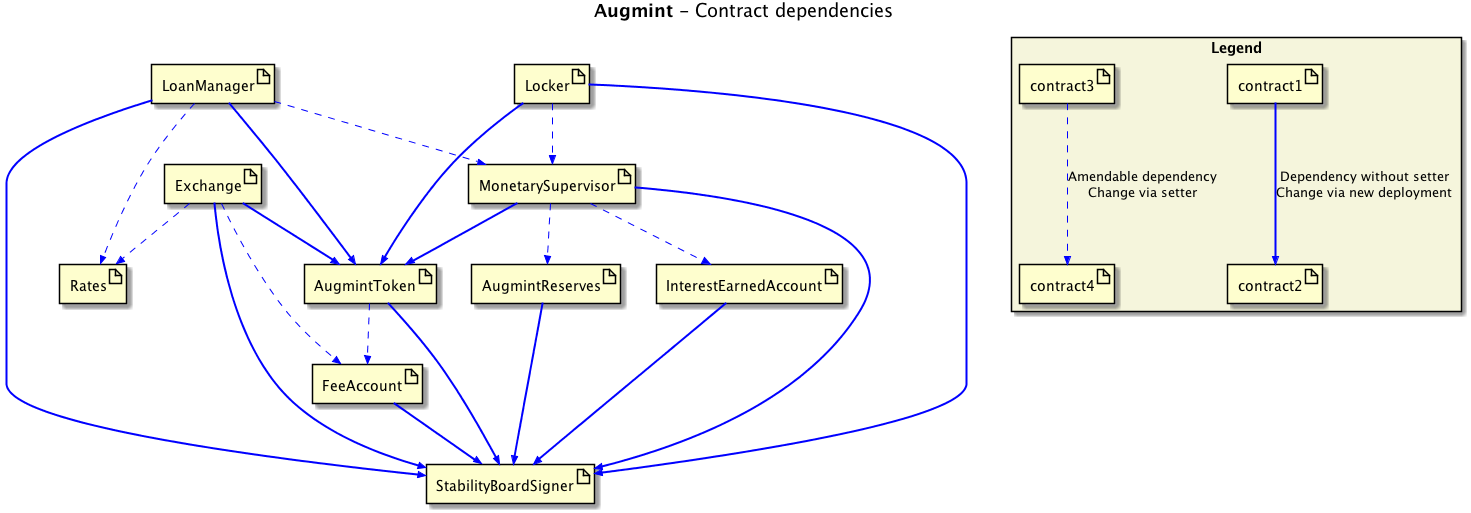 Augmint - Contract dependencies
Legend
LoanManager
Locker
contract3
contract1
Exchange
MonetarySupervisor
Amendable dependency
Change via setter
Dependency without setter
Change via new deployment
Rates
AugmintToken
AugmintReserves
InterestEarnedAccount
contract4
contract2
FeeAccount
StabilityBoardSigner